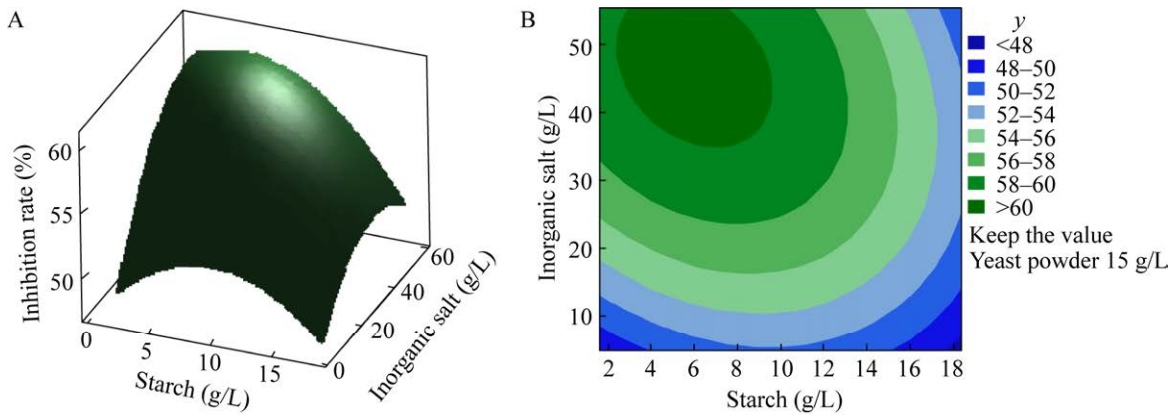 A
Inhibition rate (%)
60
55
50
0
5
10
15
Starch (g/L)
0
20
40
60
Inorganic salt (g/L)
B
Inorganic salt (g/L)
50
40
30
20
10
2 4 6 8 10 12 14 16 18
Starch (g/L)
y
<48
48–50
50–52
52–54
54–56
56–58
58–60
>60
Keep the value
Yeast powder 15 g/L